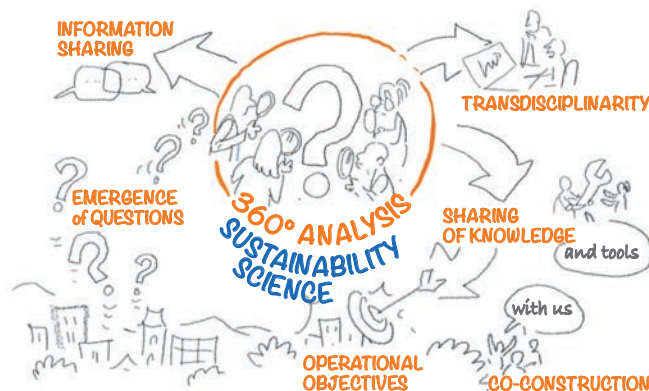 INFORMATION
SHARING
TRANSDISCIPLINARITY
EMERGENCE
of QUESTIONS
360° ANALYSIS
SUSTAINABILITY
SCIENCE
SHARING
OF KNOWLEDGE
and tools
with us
OPERATIONAL
OBJECTIVES
CO-CONSTRUCTION